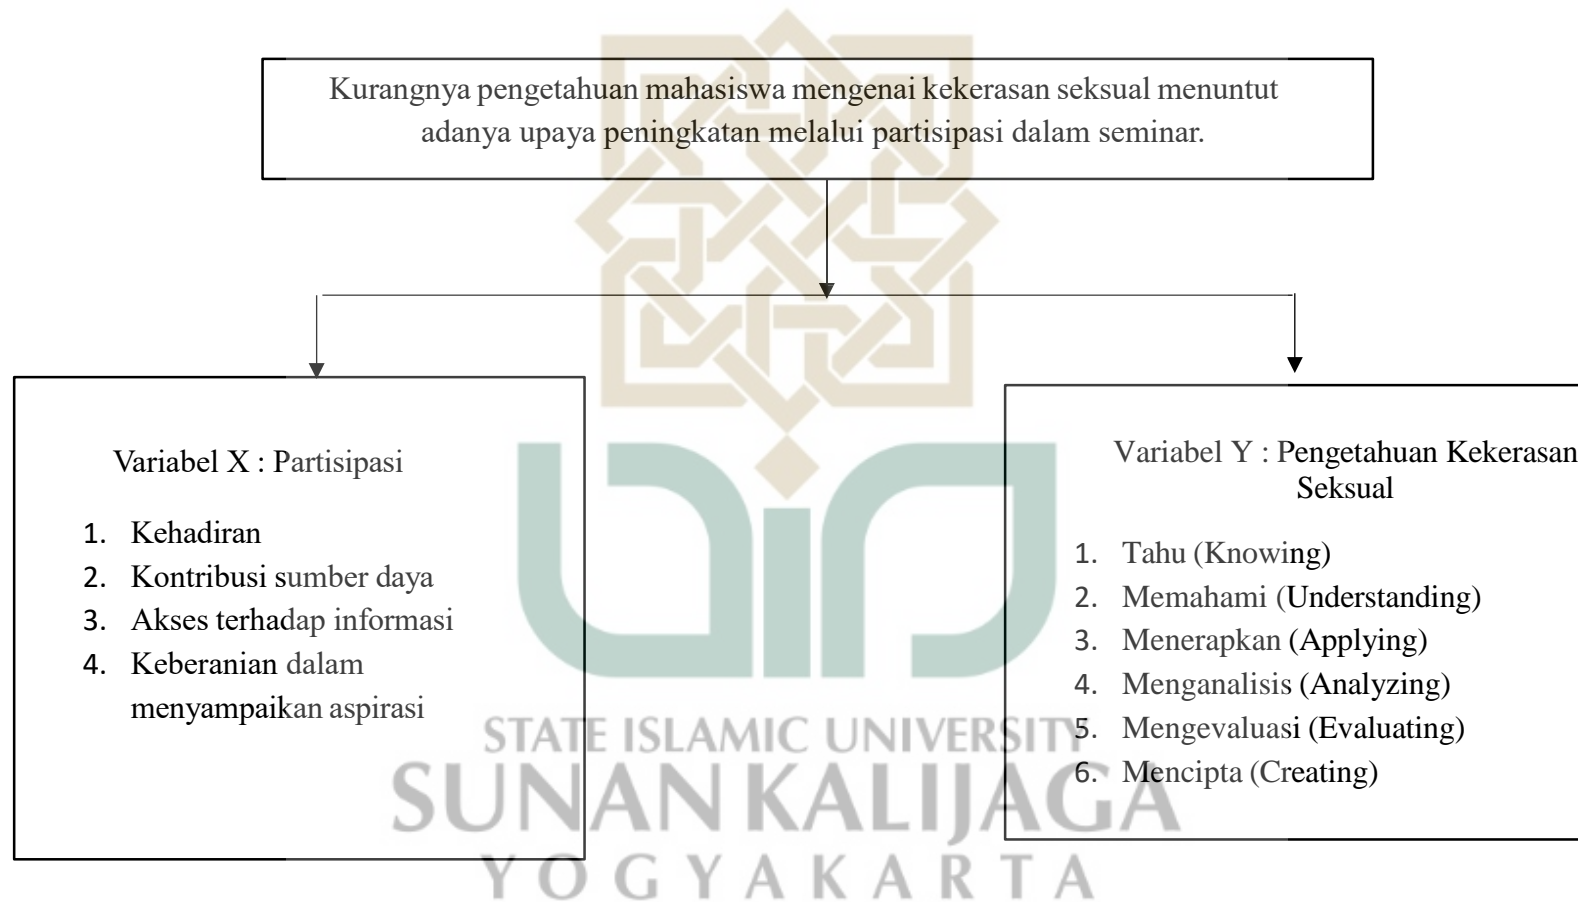 Kurangnya pengetahuan mahasiswa mengenai kekerasan seksual menuntut
adanya upaya peningkatan melalui partisipasi dalam seminar.
Variabel X : Partisipasi
1. Kehadiran
2. Kontribusi sumber daya
3. Akses terhadap informasi
4. Keberanian dalam
menyampaikan aspirasi
Variabel Y : Pengetahuan Kekerasan
Seksual
1. Tahu (Knowing)
2. Memahami (Understanding)
3. Menerapkan (Applying)
4. Menganalisis (Analyzing)
5. Mengevaluasi (Evaluating)
6. Mencipta (Creating)
STATE ISLAMIC UNIVERSITY
SUNAN KALIJAGA
YOGYAKARTA